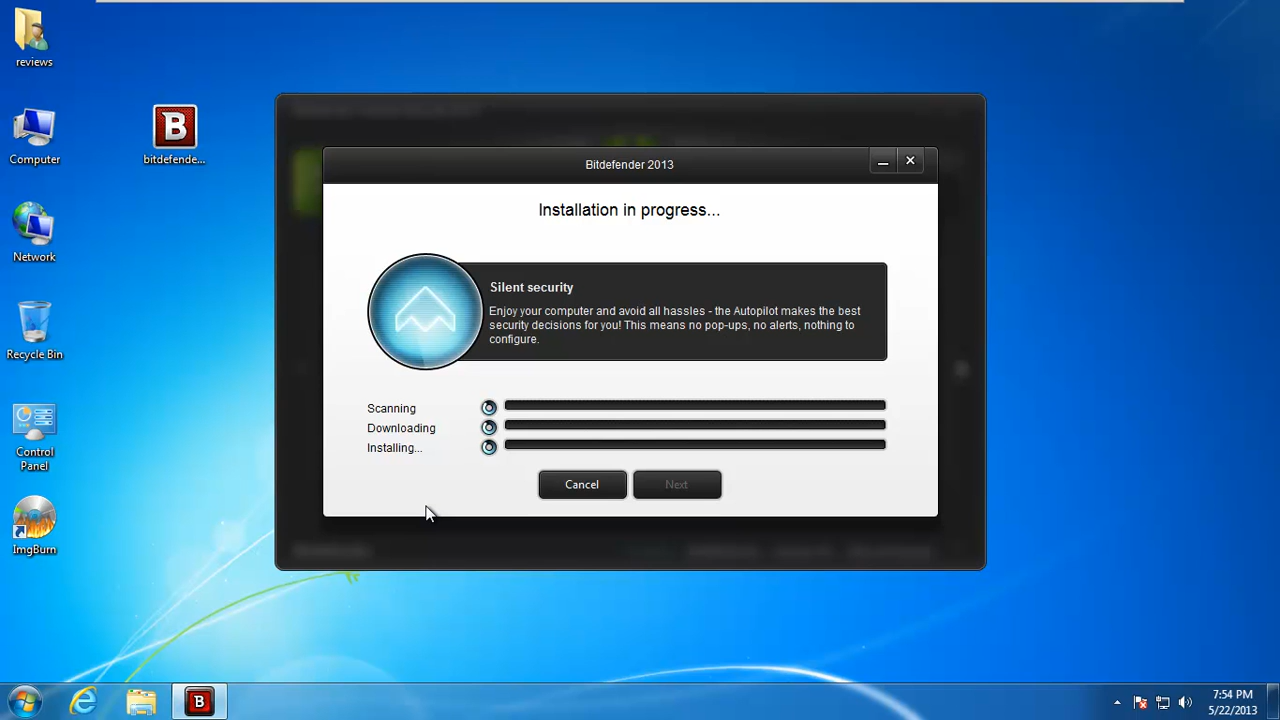 reviews
Computer
bitdefende...
Network
Recycle Bin
Control
Panel
ImgBurn
Bitdefender 2013
Installation in progress...
Silent security
Enjoy your computer and avoid all hassles - the Autopilot makes the best
security decisions for you! This means no pop-ups, no alerts, nothing to
configure.
Scanning
Downloading
Installing...
Cancel
Next
B
B
7:54 PM
5/22/2013